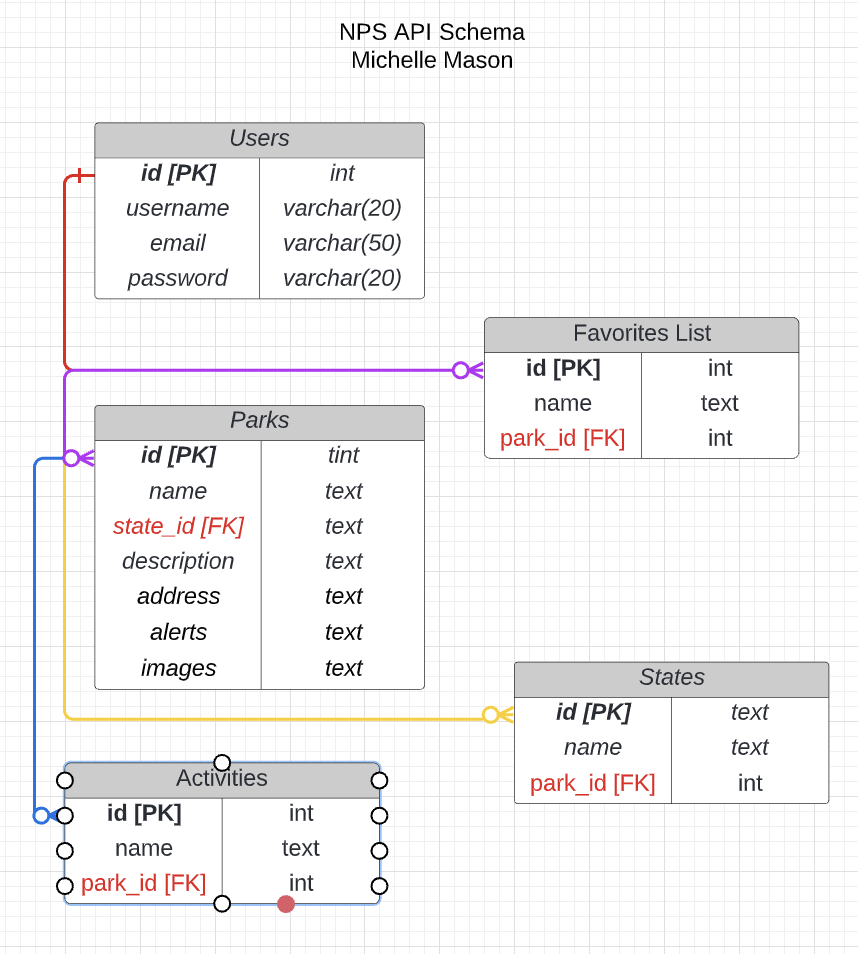 NPS API Schema
Michelle Mason
Users
id [PK] int
username varchar(20)
email varchar(50)
password varchar(20)
Favorites List
id [PK] int
name text
park_id [FK] int
Parks
id [PK] tint
name text
state_id [FK] text
description text
address text
alerts text
images text
States
id [PK] text
name text
park_id [FK] int
Activities
id [PK] int
name text
park_id [FK] int